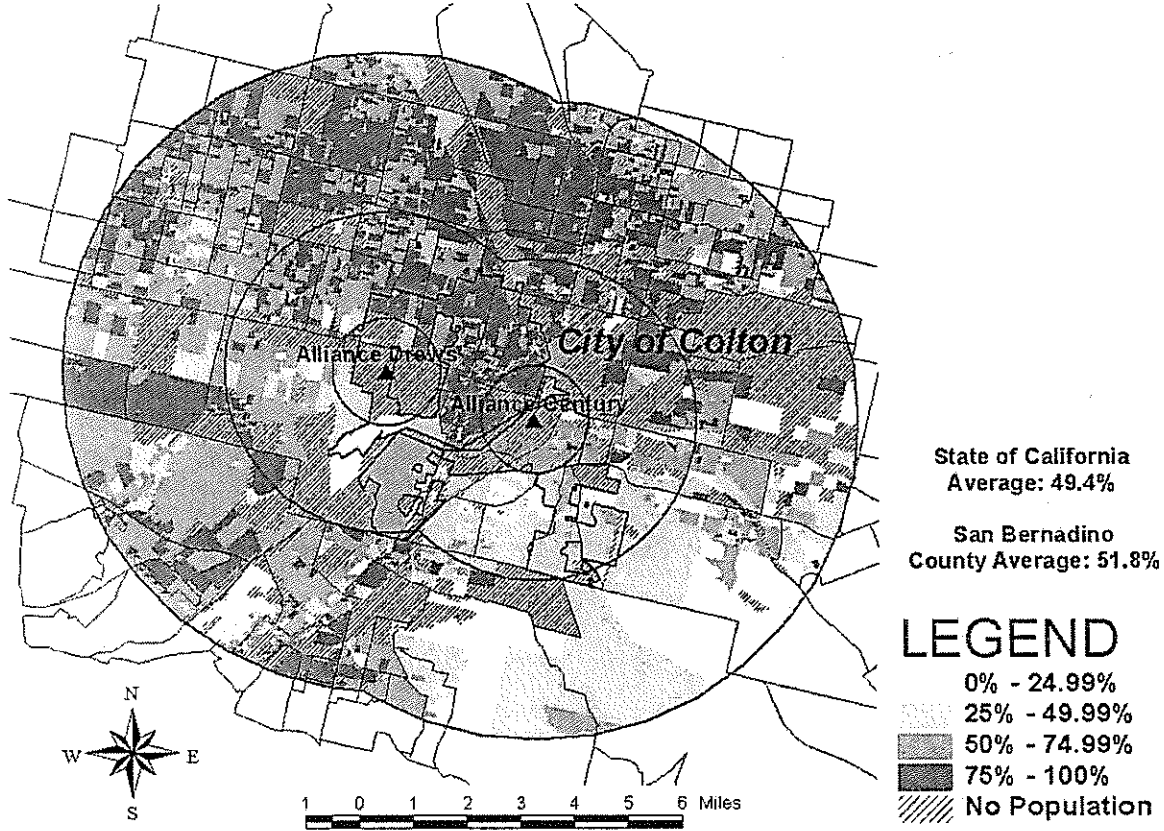 City of Colton
Alliance Drews
Alliance Century
State of California
Average: 49.4%
San Bernadino
County Average: 51.8%
LEGEND
0% - 24.99%
25% - 49.99%
50% - 74.99%
75% - 100%
No Population
N
W E
S
1 0 1 2 3 4 5 6 Miles